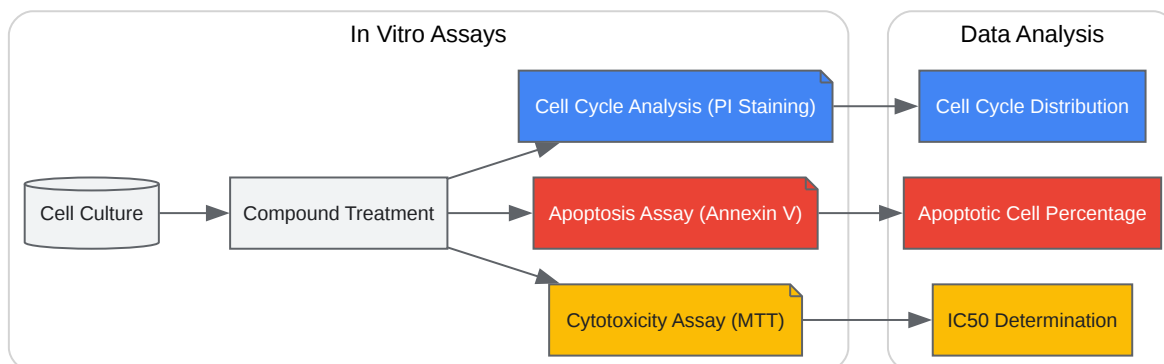 In Vitro Assays
Data Analysis
Cell Cycle Analysis (PI Staining)
Cell Cycle Distribution
Cell Culture
Compound Treatment
Apoptosis Assay (Annexin V)
Apoptotic Cell Percentage
Cytotoxicity Assay (MTT)
IC50 Determination